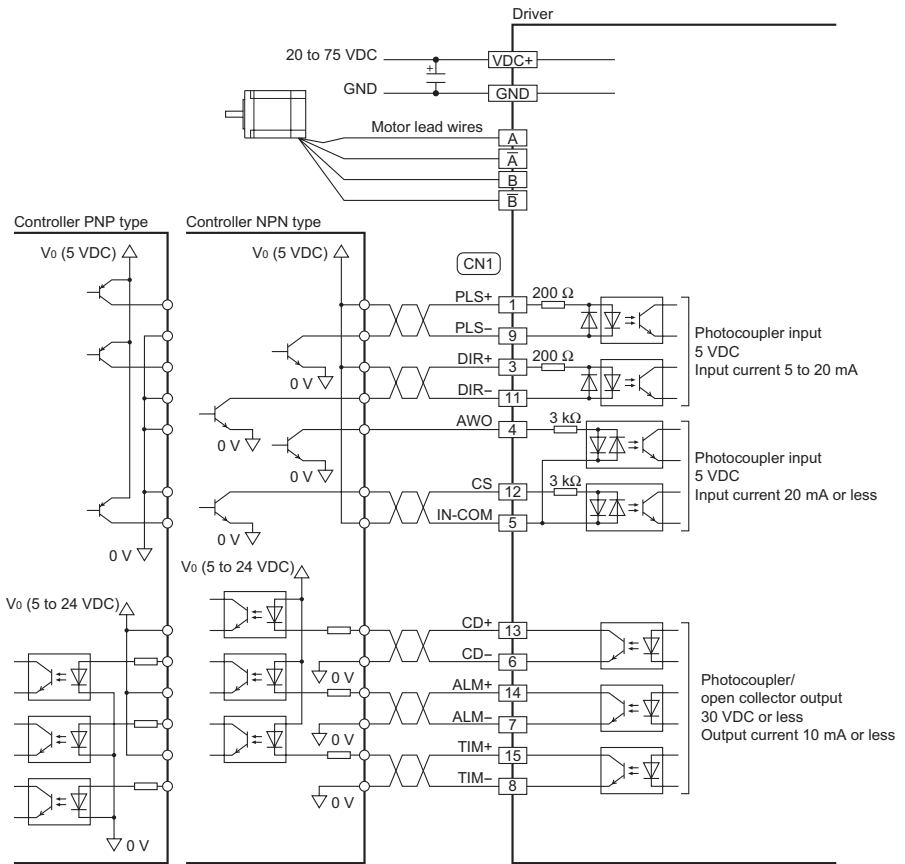 Driver
20 to 75 VDC
+
VDC+
GND
GND
Motor lead wires
A
A̅
B
B̅
Controller PNP type
Controller NPN type
V0 (5 VDC)
V0 (5 VDC)
CN1
PLS+
1
200 Ω
PLS–
9
Photocoupler input
5 VDC
Input current 5 to 20 mA
0 V
DIR+
3
200 Ω
DIR–
11
0 V
AWO
4
3 kΩ
0 V
Photocoupler input
5 VDC
Input current 20 mA or less
CS
12
3 kΩ
IN-COM
5
0 V
0 V
V0 (5 to 24 VDC)
V0 (5 to 24 VDC)
CD+
13
CD–
6
0 V
ALM+
14
ALM–
7
0 V
TIM+
15
TIM–
8
0 V
Photocoupler/
open collector output
30 VDC or less
Output current 10 mA or less
0 V